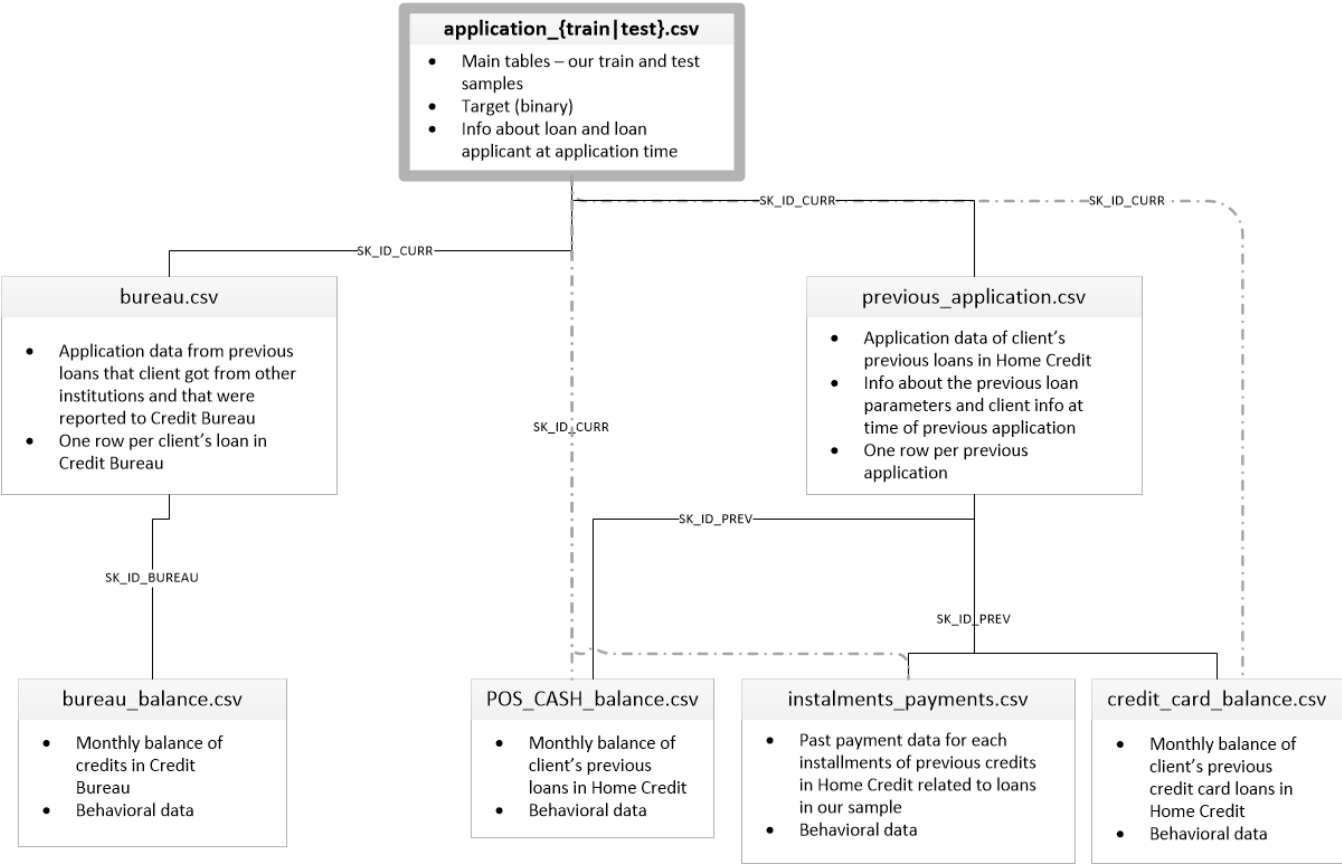 application_{train|test}.csv
• Main tables – our train and test
samples
• Target (binary)
• Info about loan and loan
applicant at application time
SK_ID_CURR
SK_ID_CURR
SK_ID_CURR
bureau.csv
• Application data from previous
loans that client got from other
institutions and that were
reported to Credit Bureau
• One row per client's loan in
Credit Bureau
previous_application.csv
• Application data of client's
previous loans in Home Credit
• Info about the previous loan
parameters and client info at
time of previous application
• One row per previous
application
SK_ID_CURR
SK_ID_PREV
SK_ID_BUREAU
SK_ID_PREV
bureau_balance.csv
• Monthly balance of
credits in Credit
Bureau
• Behavioral data
POS_CASH_balance.csv
• Monthly balance of
client's previous
loans in Home Credit
• Behavioral data
instalments_payments.csv
• Past payment data for each
installments of previous credits
in Home Credit related to loans
in our sample
• Behavioral data
credit_card_balance.csv
• Monthly balance of
client's previous
credit card loans in
Home Credit
• Behavioral data